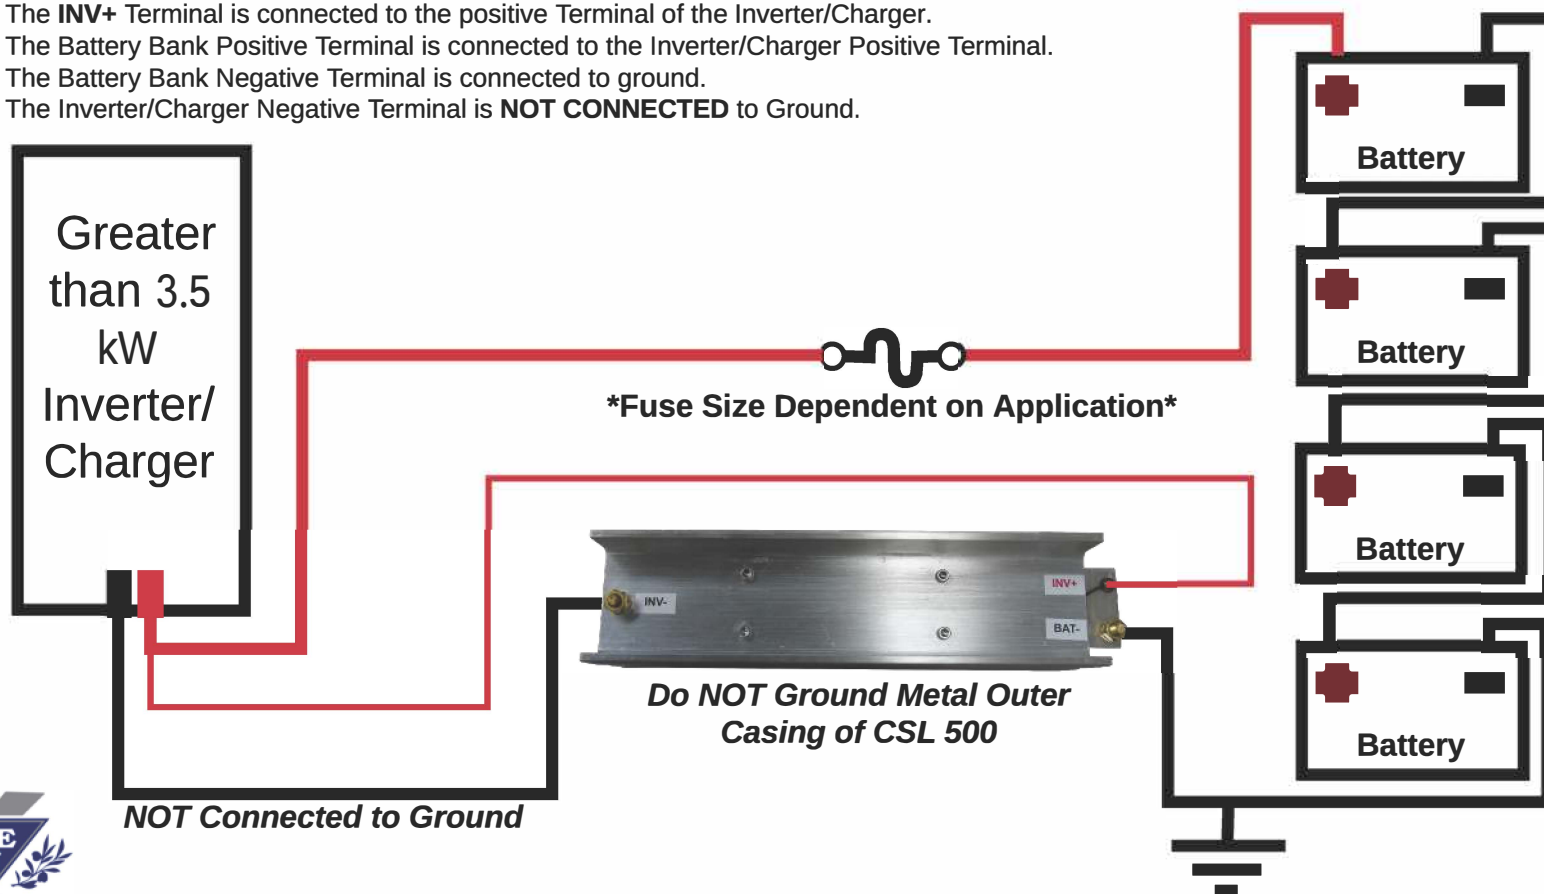 The INV+ Terminal is connected to the positive Terminal of the Inverter/Charger.
The Battery Bank Positive Terminal is connected to the Inverter/Charger Positive Terminal.
The Battery Bank Negative Terminal is connected to ground.
The Inverter/Charger Negative Terminal is NOT CONNECTED to Ground.
Battery
Greater
than 3.5
kW
Inverter/
Charger
Battery
*Fuse Size Dependent on Application*
Battery
INV+
INV-
BAT-
Do NOT Ground Metal Outer
Casing of CSL 500
Battery
NOT Connected to Ground
E